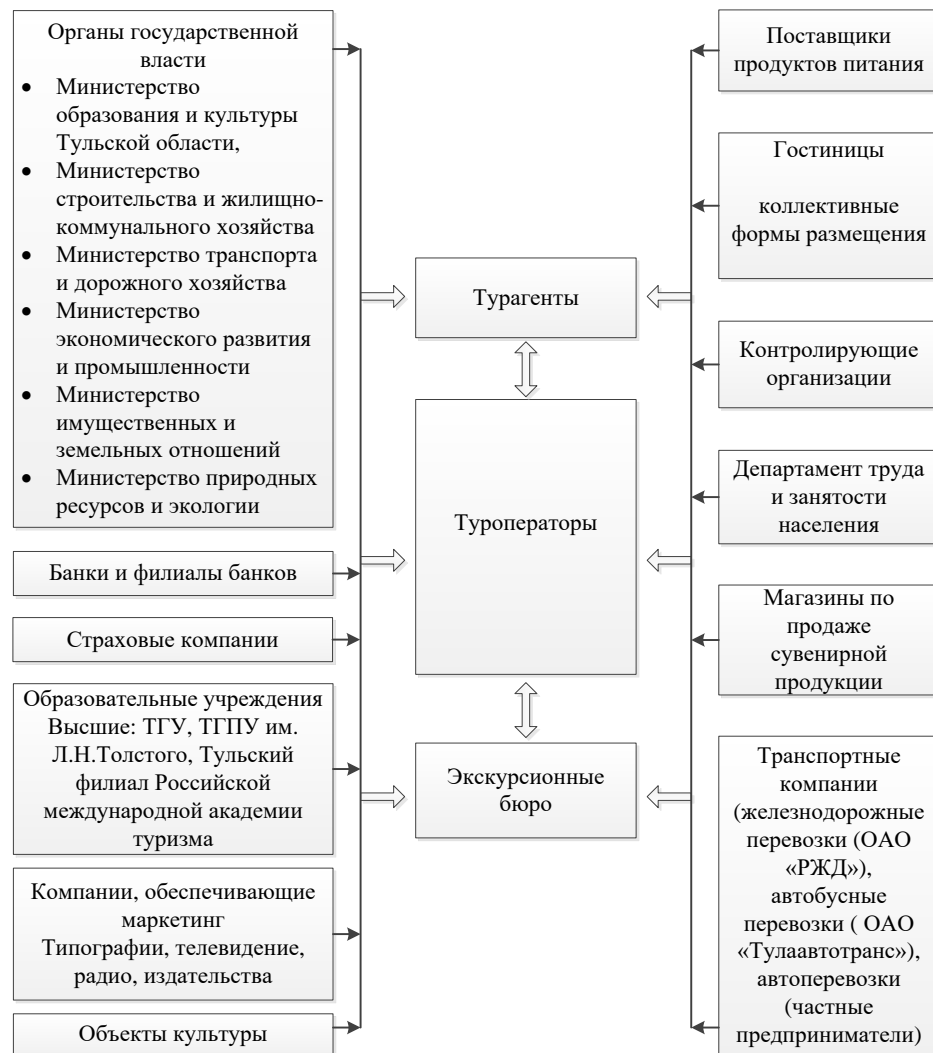 Органы государственной
власти
• Министерство
образования и культуры
Тульской области,
• Министерство
строительства и жилищно-
коммунального хозяйства
• Министерство транспорта
и дорожного хозяйства
• Министерство
экономического развития
и промышленности
• Министерство
имущественных и
земельных отношений
• Министерство природных
ресурсов и экологии
Банки и филиалы банков
Страховые компании
Образовательные учреждения
Высшие: ТГУ, ТГПУ им.
Л.Н.Толстого, Тульский
филиал Российской
международной академии
туризма
Компании, обеспечивающие
маркетинг
Типографии, телевидение,
радио, издательства
Объекты культуры
Турагенты
Туроператоры
Экскурсионные
бюро
Поставщики
продуктов питания
Гостиницы
коллективные
формы размещения
Контролирующие
организации
Департамент труда
и занятости
населения
Магазины по
продаже
сувенирной
продукции
Транспортные
компании
(железнодорожные
перевозки (ОАО
«РЖД»),
автобусные
перевозки ( ОАО
«Тулаавтотранс»),
автоперевозки
(частные
предприниматели)